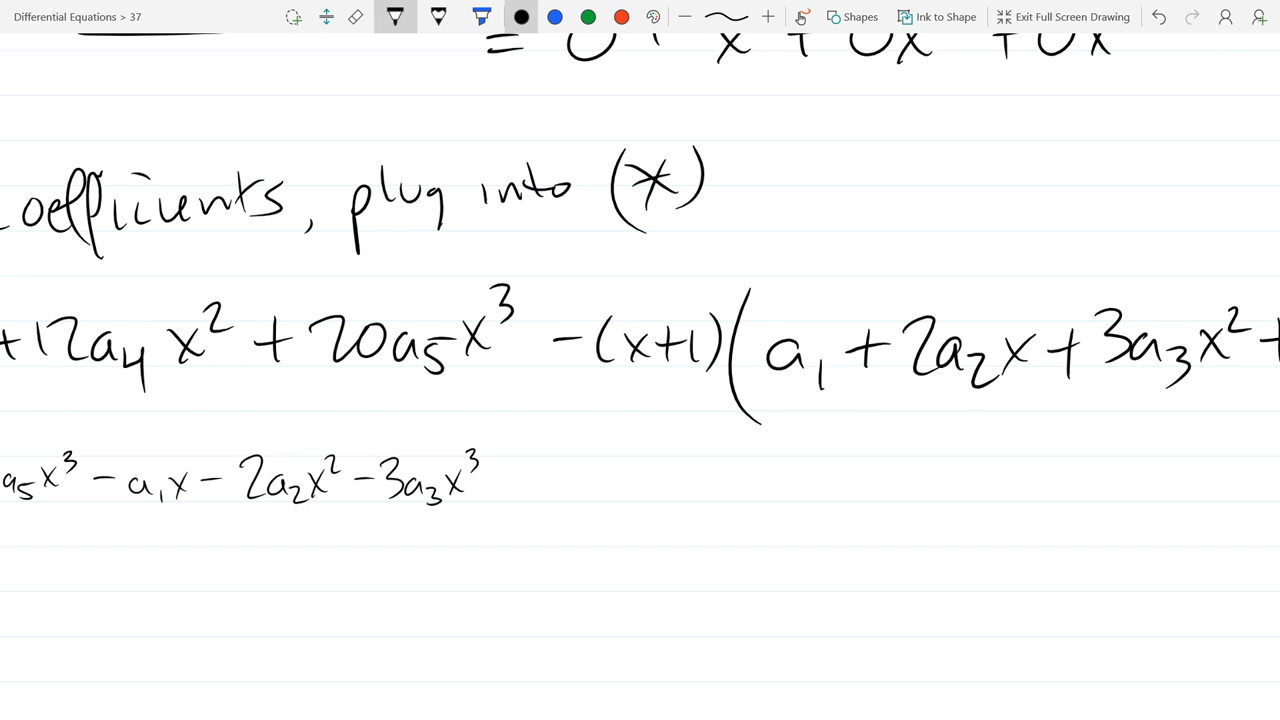 Differential Equations > 37 Shapes Ink to Shape Exit Full Screen Drawing
= 0 + x + 0x + 0x
oeffiicients, plug into (*)
+12a₄x² + 20a₅x³ -(x+1)(a₁ + 2a₂x + 3a₃x² +
a₅x³ - a₁x - 2a₂x² - 3a₃x³